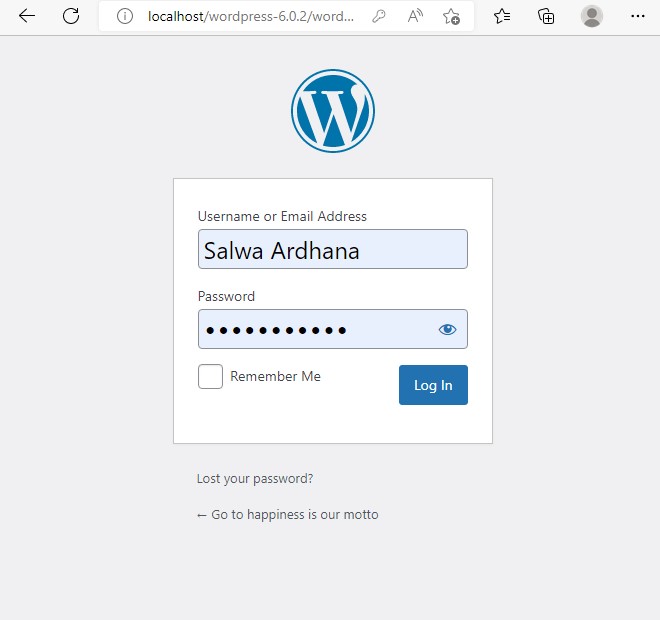 localhost/wordpress-6.0.2/word...
W
Username or Email Address
Salwa Ardhana
Password
•••••••••••
Remember Me
Log In
Lost your password?
← Go to happiness is our motto